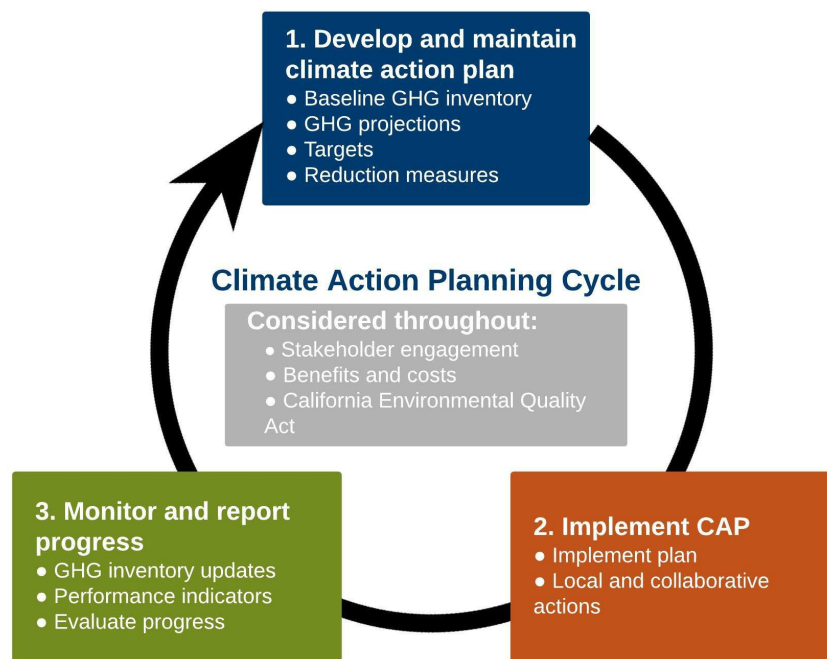 1. Develop and maintain
climate action plan
● Baseline GHG inventory
● GHG projections
● Targets
● Reduction measures
Climate Action Planning Cycle
Considered throughout:
● Stakeholder engagement
● Benefits and costs
● California Environmental Quality
Act
2. Implement CAP
● Implement plan
● Local and collaborative
actions
3. Monitor and report
progress
● GHG inventory updates
● Performance indicators
● Evaluate progress